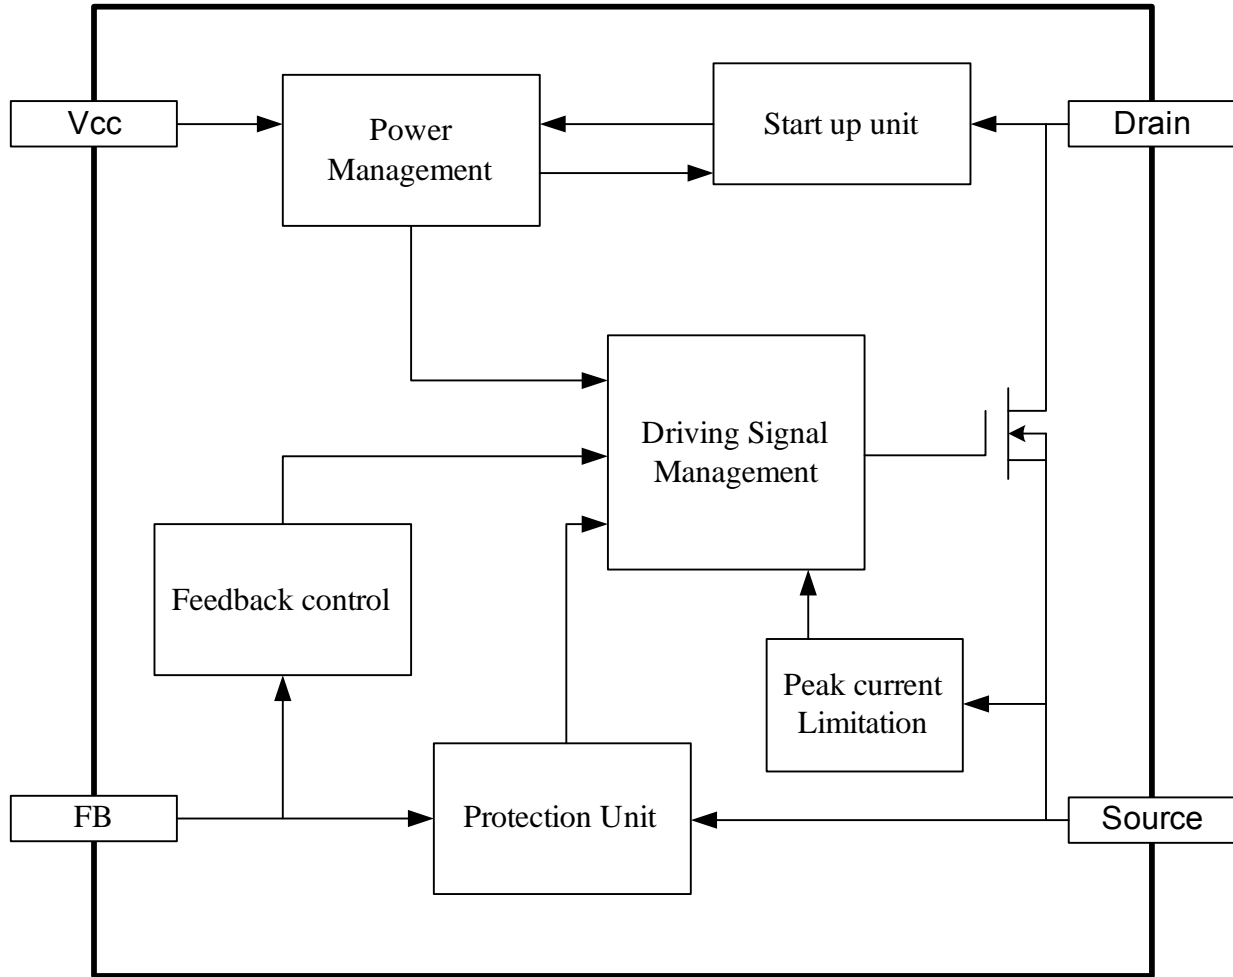 Vcc
Power
Management
Start up unit
Drain
Driving Signal
Management
Feedback control
Peak current
Limitation
FB
Protection Unit
Source